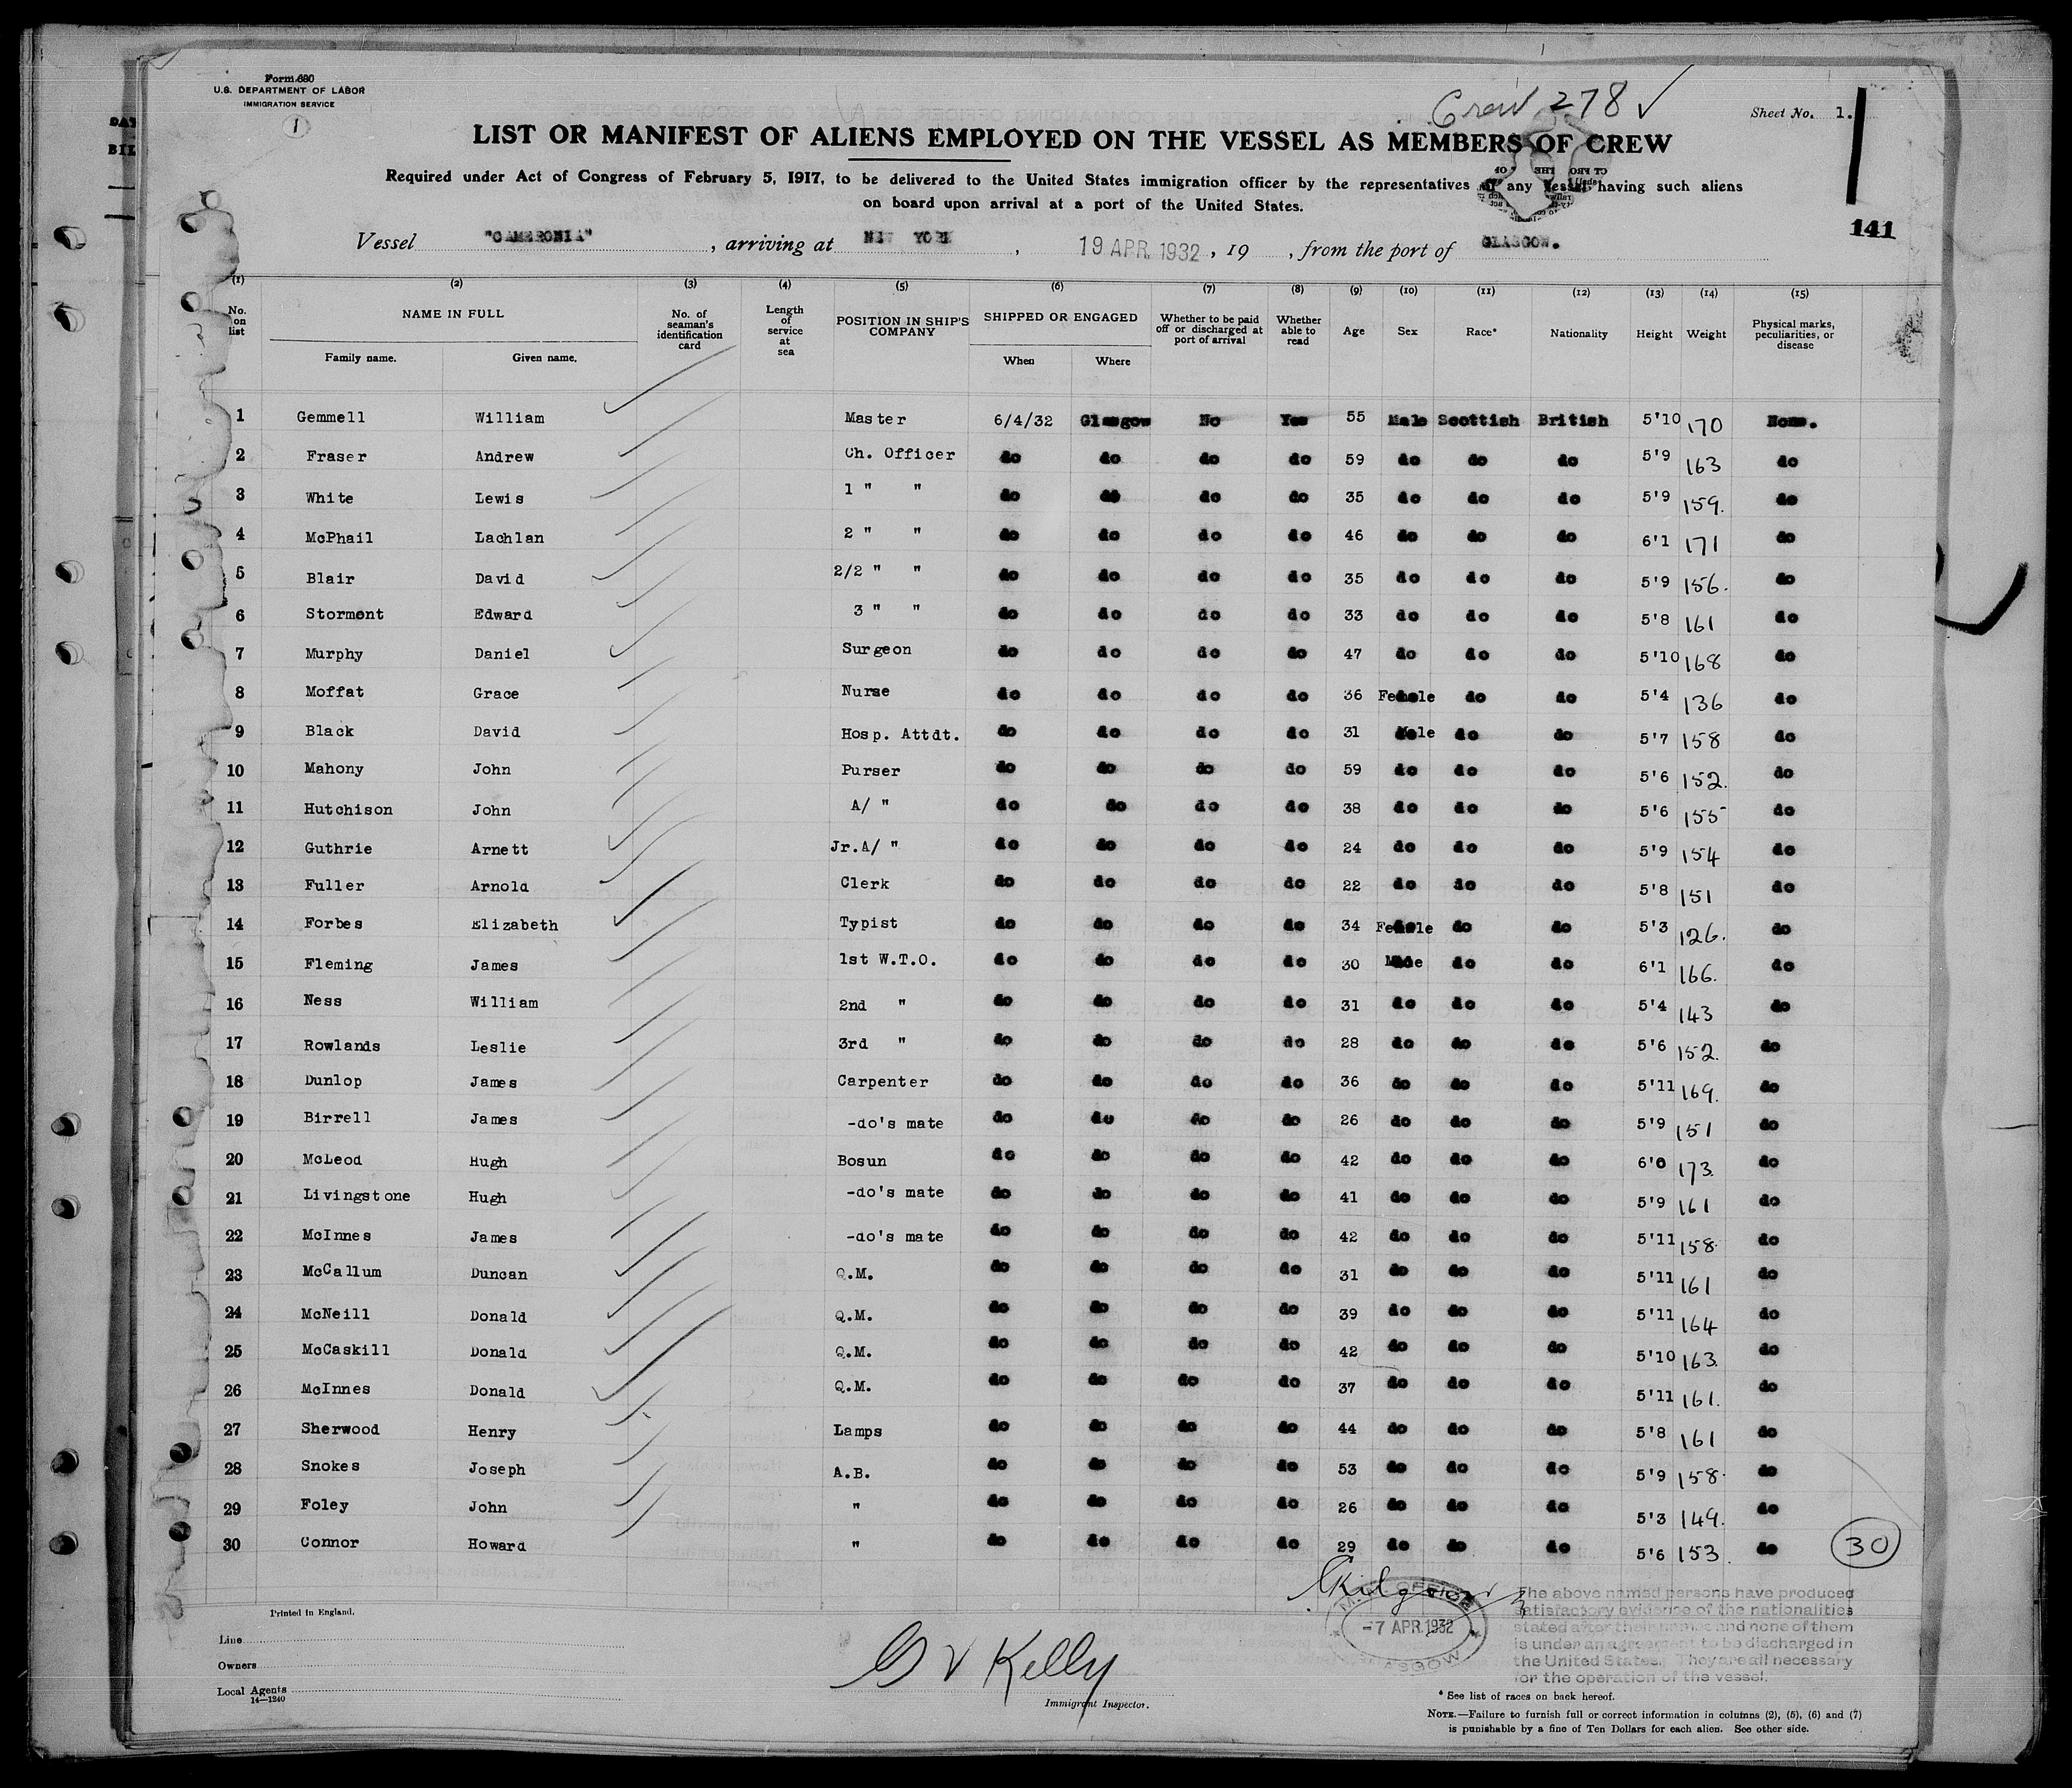 Form 680
U.S. DEPARTMENT OF LABOR
IMMIGRATION SERVICE
1
Crew 278 ✓
Sheet No. 1.
LIST OR MANIFEST OF ALIENS EMPLOYED ON THE VESSEL AS MEMBERS OF CREW
Required under Act of Congress of February 5, 1917, to be delivered to the United States immigration officer by the representatives of any vessel having such aliens
on board upon arrival at a port of the United States.
141
Vessel "CAMERONIA", arriving at NEW YORK, 19 APR 1932, 19 , from the port of GLASGOW.
(1) (2) (3) (4) (5) (6) (7) (8) (9) (10) (11) (12) (13) (14) (15)
No. on list NAME IN FULL Family name. Given name. No. of seaman's identification card Length of service at sea POSITION IN SHIP'S COMPANY SHIPPED OR ENGAGED When Where Whether to be paid off or discharged at port of arrival Whether able to read Age Sex Race* Nationality Height Weight Physical marks, peculiarities, or disease
1 Gemmell William Master 6/4/32 Glasgow No Yes 55 Male Scottish British 5'10 170 None.
2 Fraser Andrew Ch. Officer do do do do 59 do do do 5'9 163 do
3 White Lewis 1 " " do do do do 35 do do do 5'9 159. do
4 McPhail Lachlan 2 " " do do do do 46 do do do 6'1 171 do
5 Blair David 2/2 " " do do do do 35 do do do 5'9 156. do
6 Stormont Edward 3 " " do do do do 33 do do do 5'8 161 do
7 Murphy Daniel Surgeon do do do do 47 do do do 5'10 168 do
8 Moffat Grace Nurse do do do do 36 Female do do 5'4 136 do
9 Black David Hosp. Attdt. do do do do 31 Male do do 5'7 158 do
10 Mahony John Purser do do do do 59 do do do 5'6 152. do
11 Hutchison John A/ " do do do do 38 do do do 5'6 155 do
12 Guthrie Arnett Jr.A/ " do do do do 24 do do do 5'9 154 do
13 Fuller Arnold Clerk do do do do 22 do do do 5'8 151 do
14 Forbes Elizabeth Typist do do do do 34 Female do do 5'3 126. do
15 Fleming James 1st W.T.O. do do do do 30 Male do do 6'1 166. do
16 Ness William 2nd " do do do do 31 do do do 5'4 143 do
17 Rowlands Leslie 3rd " do do do do 28 do do do 5'6 152. do
18 Dunlop James Carpenter do do do do 36 do do do 5'11 169. do
19 Birrell James -do's mate do do do do 26 do do do 5'9 151 do
20 McLeod Hugh Bosun do do do do 42 do do do 6'0 173. do
21 Livingstone Hugh -do's mate do do do do 41 do do do 5'9 161 do
22 McInnes James -do's mate do do do do 42 do do do 5'11 158. do
23 McCallum Duncan Q.M. do do do do 31 do do do 5'11 161 do
24 McNeill Donald Q.M. do do do do 39 do do do 5'11 164 do
25 McCaskill Donald Q.M. do do do do 42 do do do 5'10 163. do
26 McInnes Donald Q.M. do do do do 37 do do do 5'11 161. do
27 Sherwood Henry Lamps do do do do 44 do do do 5'8 161 do
28 Snokes Joseph A.B. do do do do 53 do do do 5'9 158. do
29 Foley John " do do do do 26 do do do 5'3 149. do
30 Connor Howard " do do do do 29 do do do 5'6 153. do
30
Printed in England.
Line
Owners
Local Agents
14—1240
G V Kelly
Immigrant Inspector.
OFFICE
-7 APR 1932
GLASGOW
The above named persons have produced
satisfactory evidence of the nationalities
stated after their names and none of them
is under an agreement to be discharged in
the United States. They are all necessary
for the operation of the vessel.
* See list of races on back hereof.
NOTE.—Failure to furnish full or correct information in columns (2), (5), (6) and (7)
is punishable by a fine of Ten Dollars for each alien. See other side.